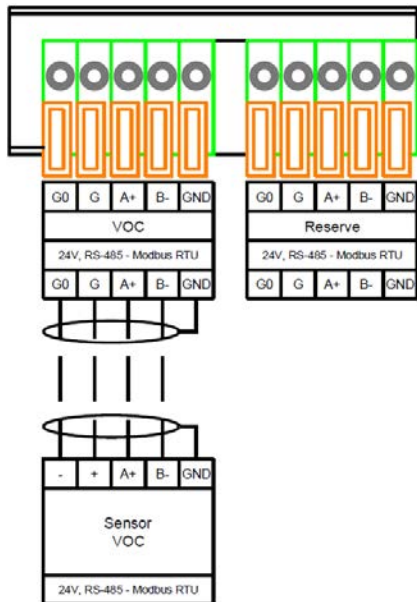 G0 G A+ B- GND
VOC
24V, RS-485 - Modbus RTU
G0 G A+ B- GND
G0 G A+ B- GND
Reserve
24V, RS-485 - Modbus RTU
G0 G A+ B- GND
- + A+ B- GND
Sensor
VOC
24V, RS-485 - Modbus RTU